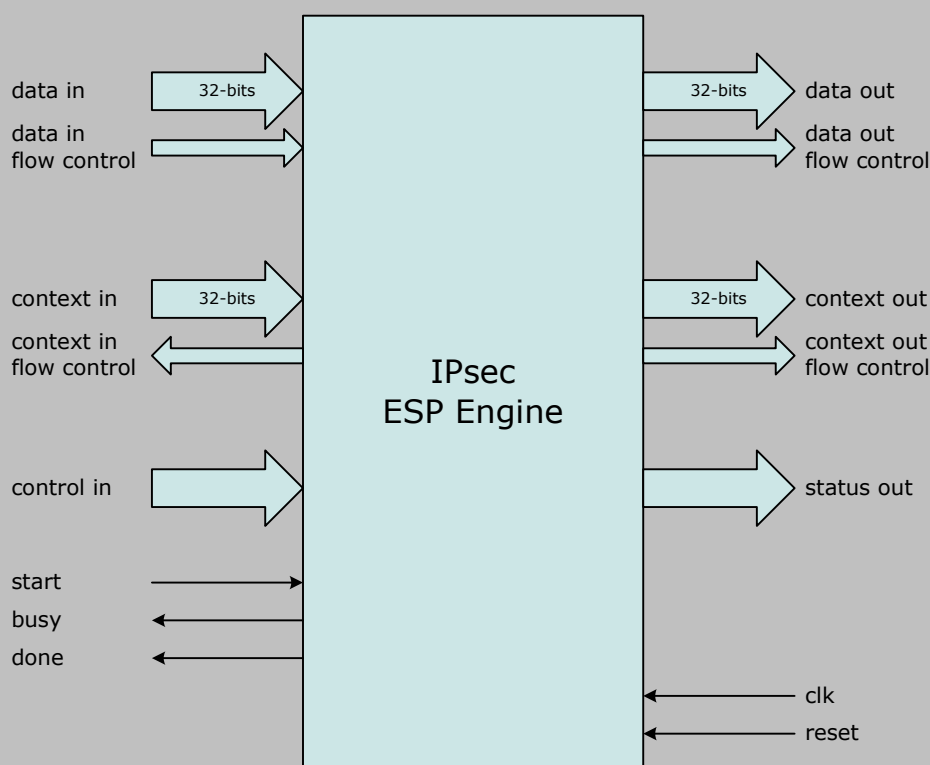 data in
32-bits
32-bits
data out
data in
flow control
data out
flow control
context in
32-bits
32-bits
context out
context in
flow control
context out
flow control
IPsec
ESP Engine
control in
status out
start
busy
done
clk
reset